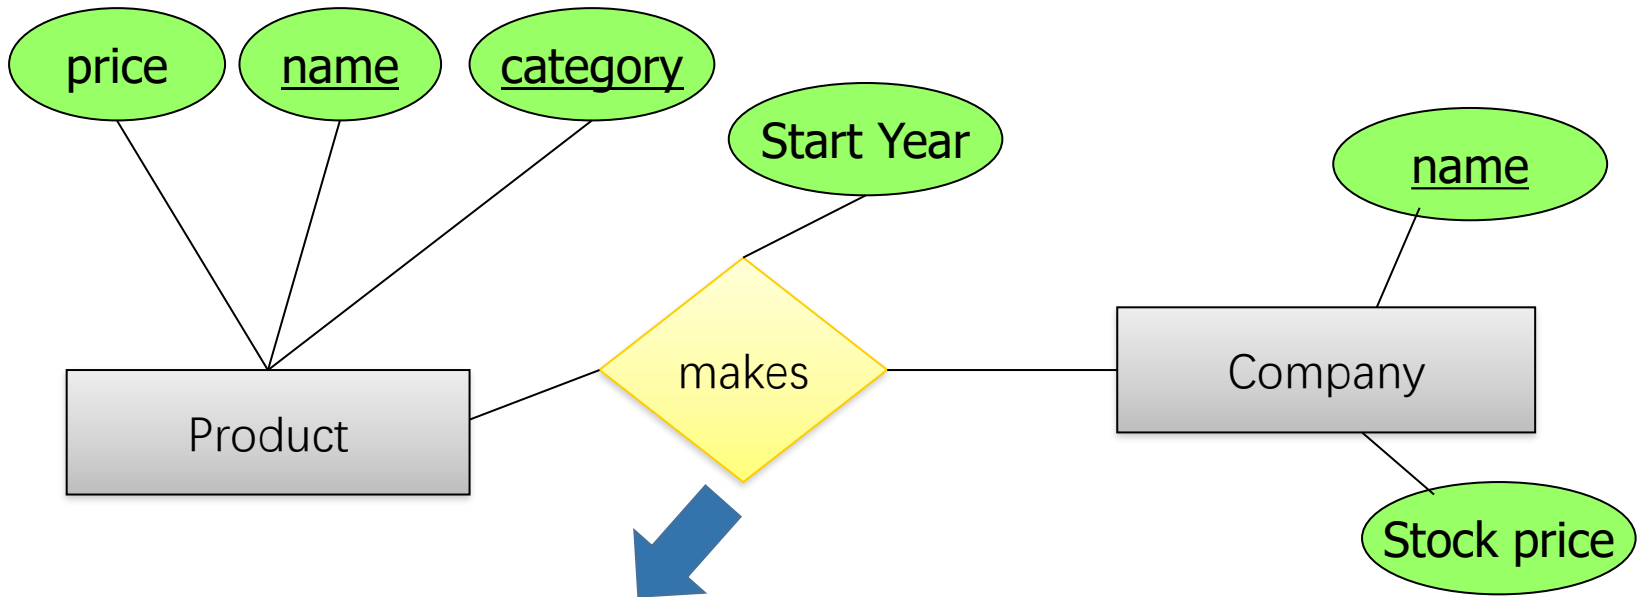 price
name
category
Start Year
name
makes
Company
Product
Stock price